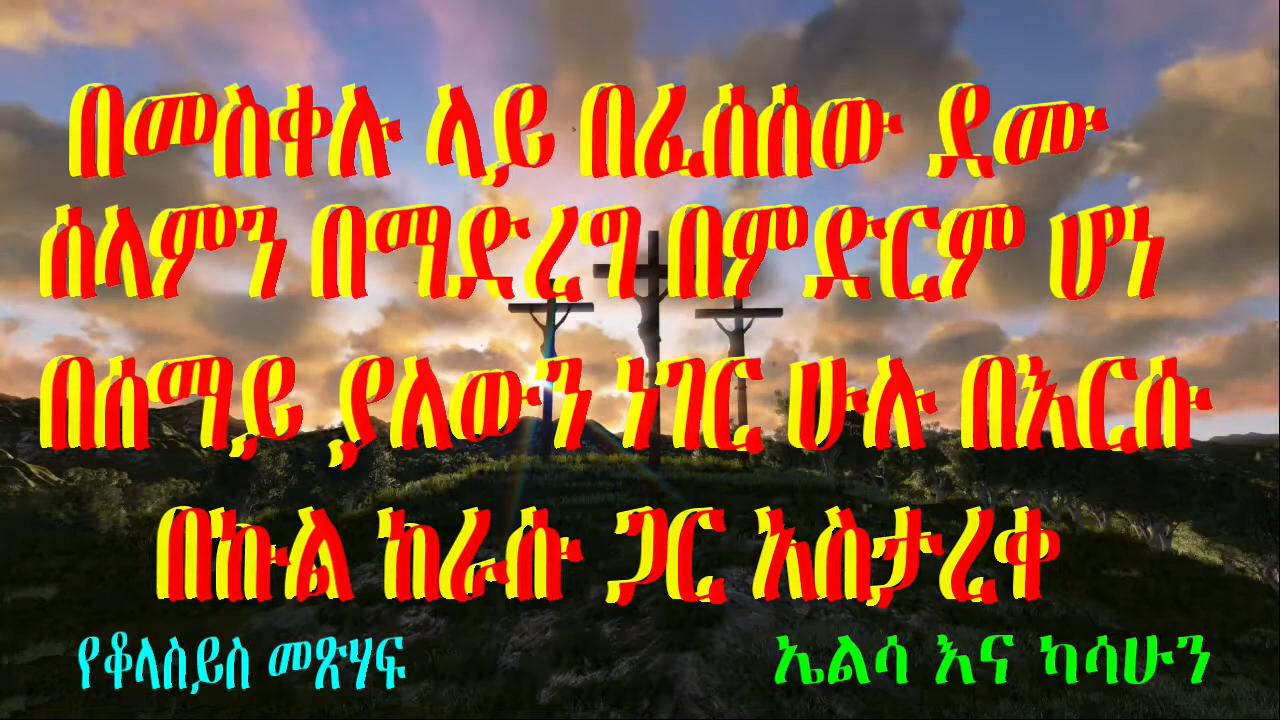 በመስቀሉ ላይ በፈሰሰው ደሙ
ሰላምን በማድረግ በምድርም ሆነ
በሰማይ ያለውን ነገር ሁሉ በእርሱ
በኩል ከራሱ ጋር አስታረቀ
የቆላስይስ መጽሃፍ
ኤልሳ እና ካሳሁን